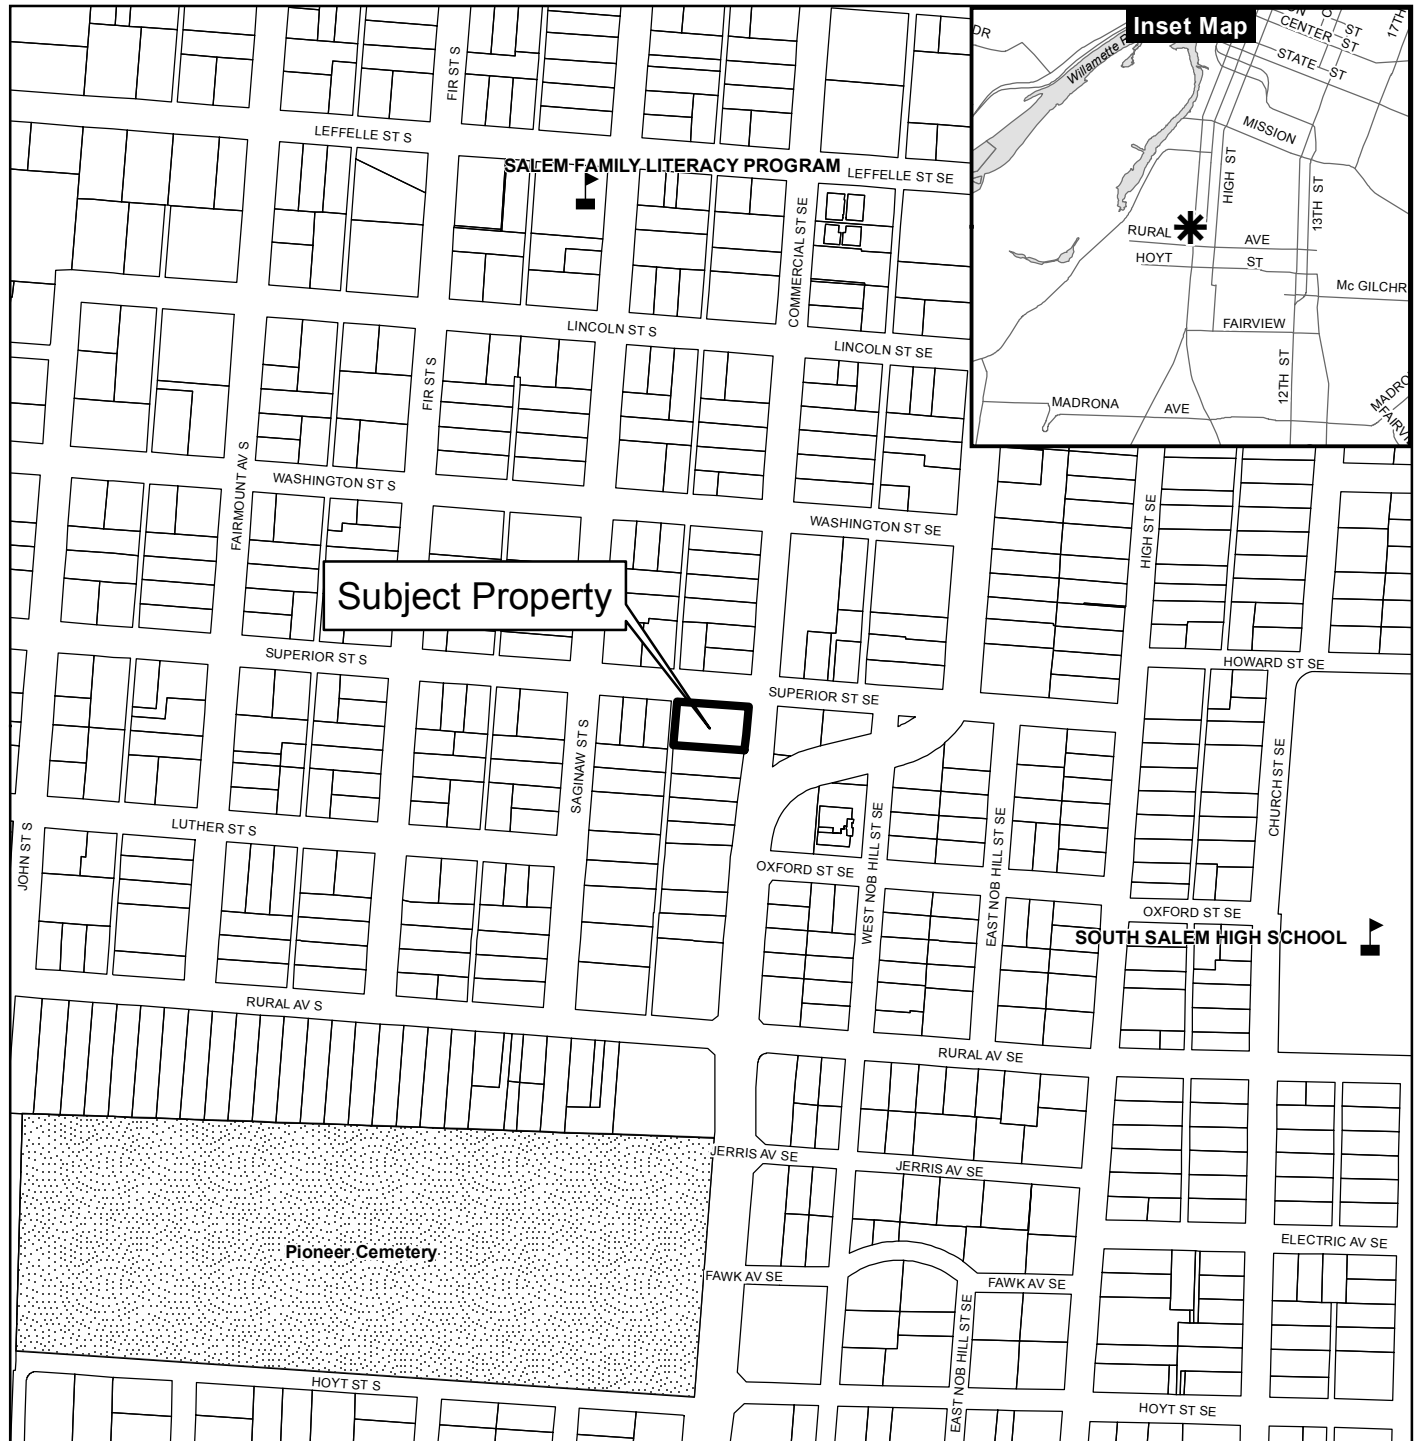 Inset Map
DR
Willamette
CENTER ST
ST
17TH
STATE ST
MISSION
HIGH ST
13TH ST
RURAL
AVE
HOYT
ST
Mc GILCHR
FAIRVIEW
12TH ST
MADRONA
AVE
MADRO
FAIRVI
FIR ST S
LEFFELLE ST S
SALEM FAMILY LITERACY PROGRAM
LEFFELLE ST SE
COMMERCIAL ST SE
LINCOLN ST S
LINCOLN ST SE
FIR ST S
FAIRMOUNT AV S
WASHINGTON ST S
WASHINGTON ST SE
HIGH ST SE
Subject Property
SUPERIOR ST S
HOWARD ST SE
SUPERIOR ST SE
SAGINAW ST S
CHURCH ST SE
LUTHER ST S
JOHN ST S
OXFORD ST SE
WEST NOB HILL ST SE
EAST NOB HILL ST SE
OXFORD ST SE
SOUTH SALEM HIGH SCHOOL
RURAL AV S
RURAL AV SE
JERRIS AV SE
JERRIS AV SE
Pioneer Cemetery
ELECTRIC AV SE
FAWK AV SE
FAWK AV SE
EAST NOB HILL ST SE
HOYT ST S
HOYT ST SE